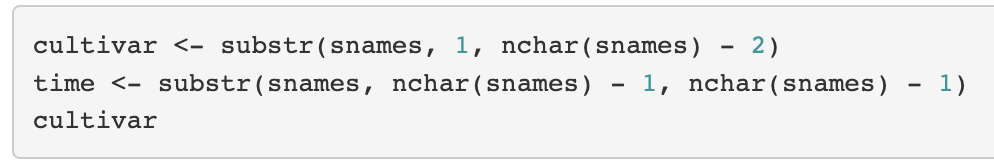 cultivar <- substr(snames, 1, nchar(snames) - 2)
time <- substr(snames, nchar(snames) - 1, nchar(snames) - 1)
cultivar